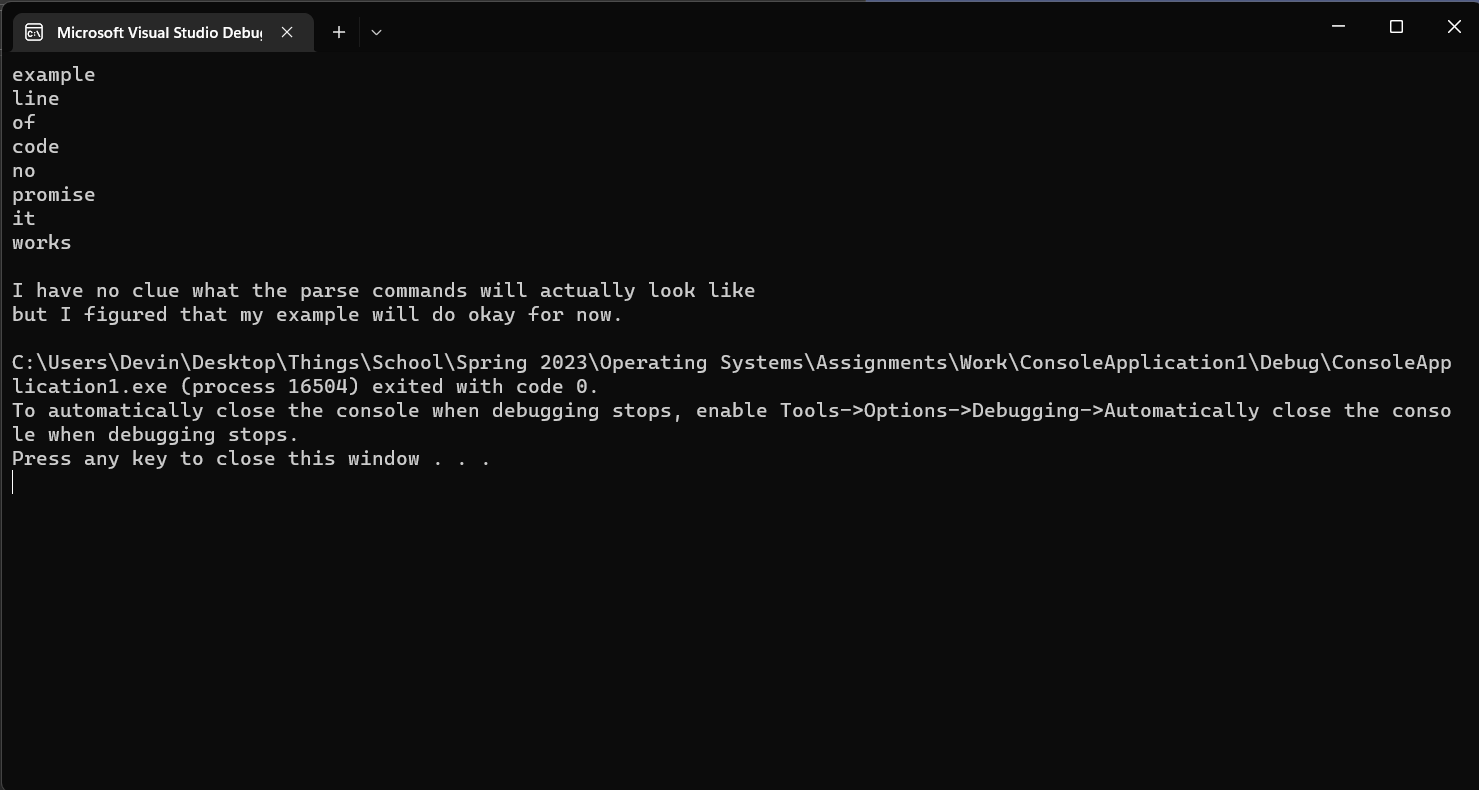 Microsoft Visual Studio Debu
example
line
of
code
no
promise
it
works
I have no clue what the parse commands will actually look like
but I figured that my example will do okay for now.
C:\Users\Devin\Desktop\Things\School\Spring 2023\Operating Systems\Assignments\Work\ConsoleApplication1\Debug\ConsoleApp
lication1.exe (process 16504) exited with code 0.
To automatically close the console when debugging stops, enable Tools->Options->Debugging->Automatically close the conso
le when debugging stops.
Press any key to close this window . . .